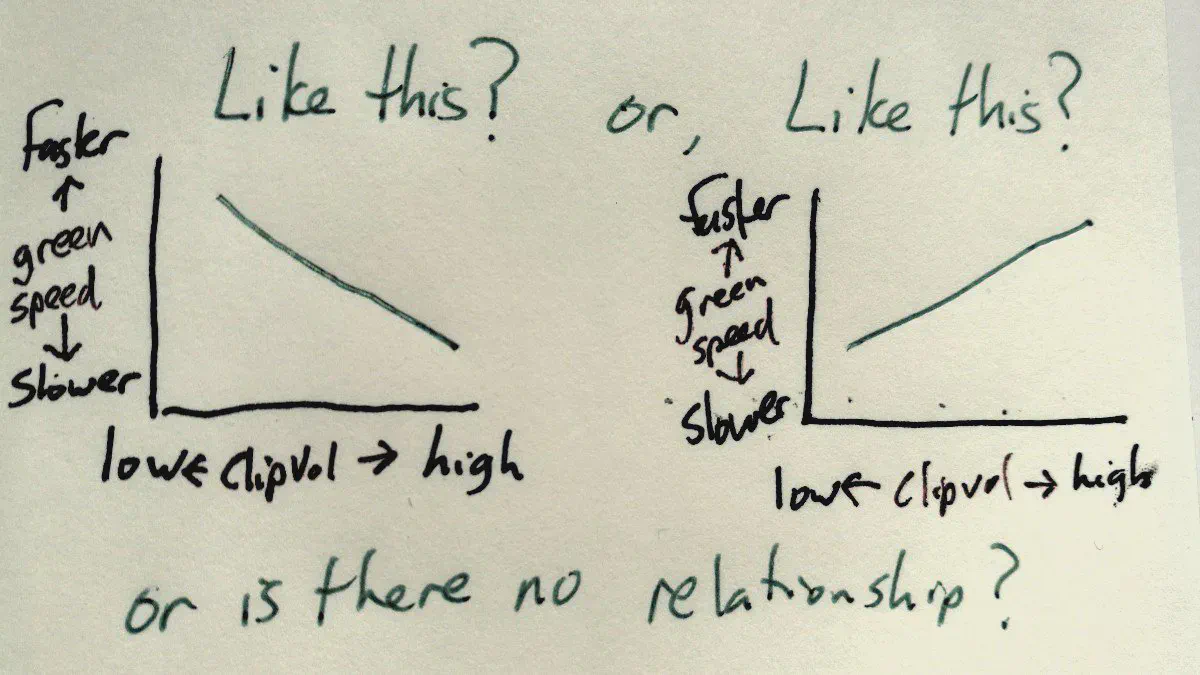 Like this? or, Like this?
faster
↑
green
speed
↓
slower
low ← clipvol → high
faster
↑
green
speed
↓
slower
low ← clipvol → high
or is there no relationship?